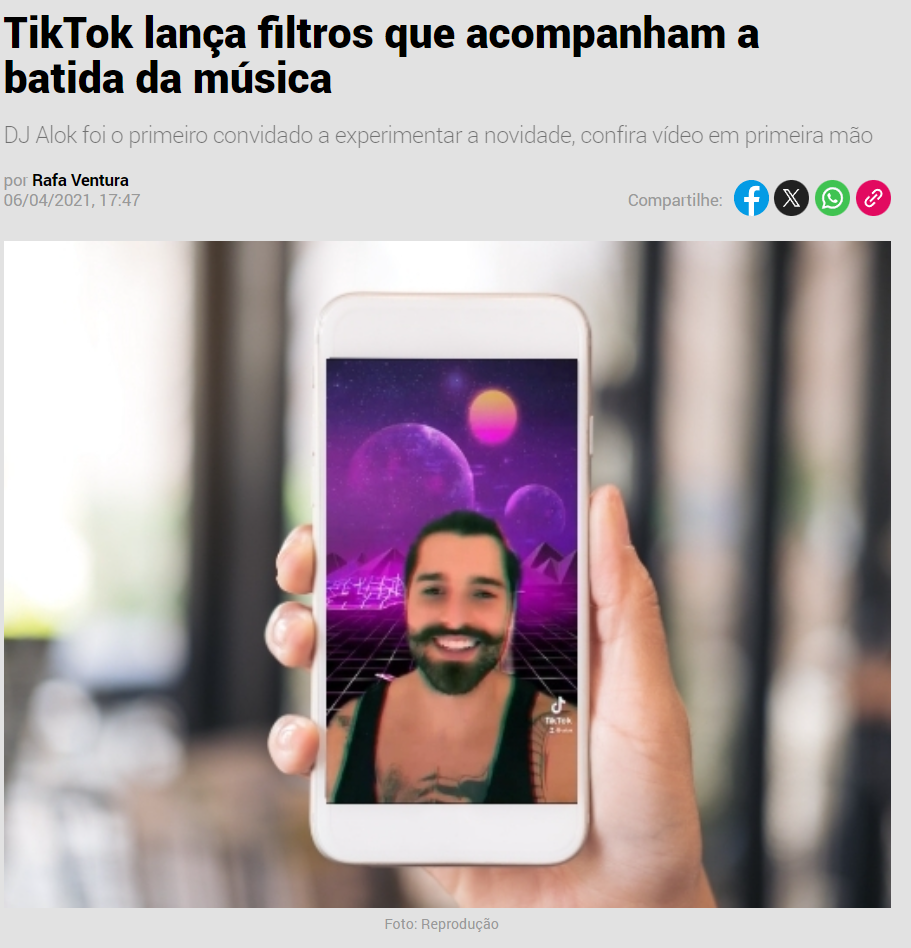 TikTok lança filtros que acompanham a
batida da música
DJ Alok foi o primeiro convidado a experimentar a novidade, confira vídeo em primeira mão
por Rafa Ventura
06/04/2021, 17:47
Compartilhe:
TikTok
Foto: Reprodução